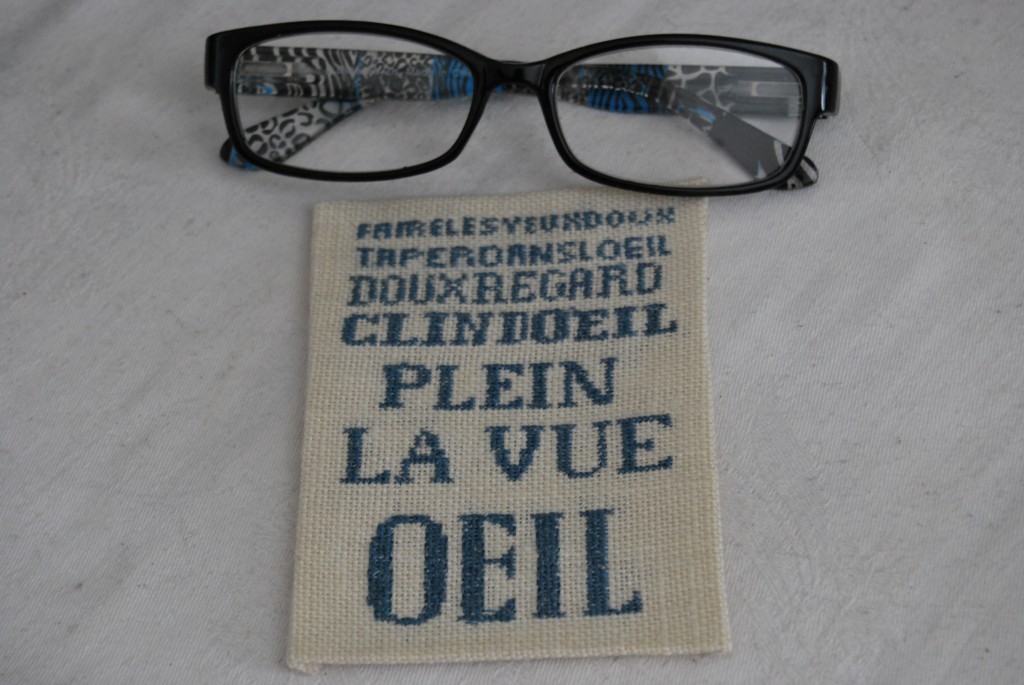 FAIRELESYEUXDOUX
TAPERDANSLOEIL
DOUXREGARD
CLINDOEIL
PLEIN
LA VUE
OEIL